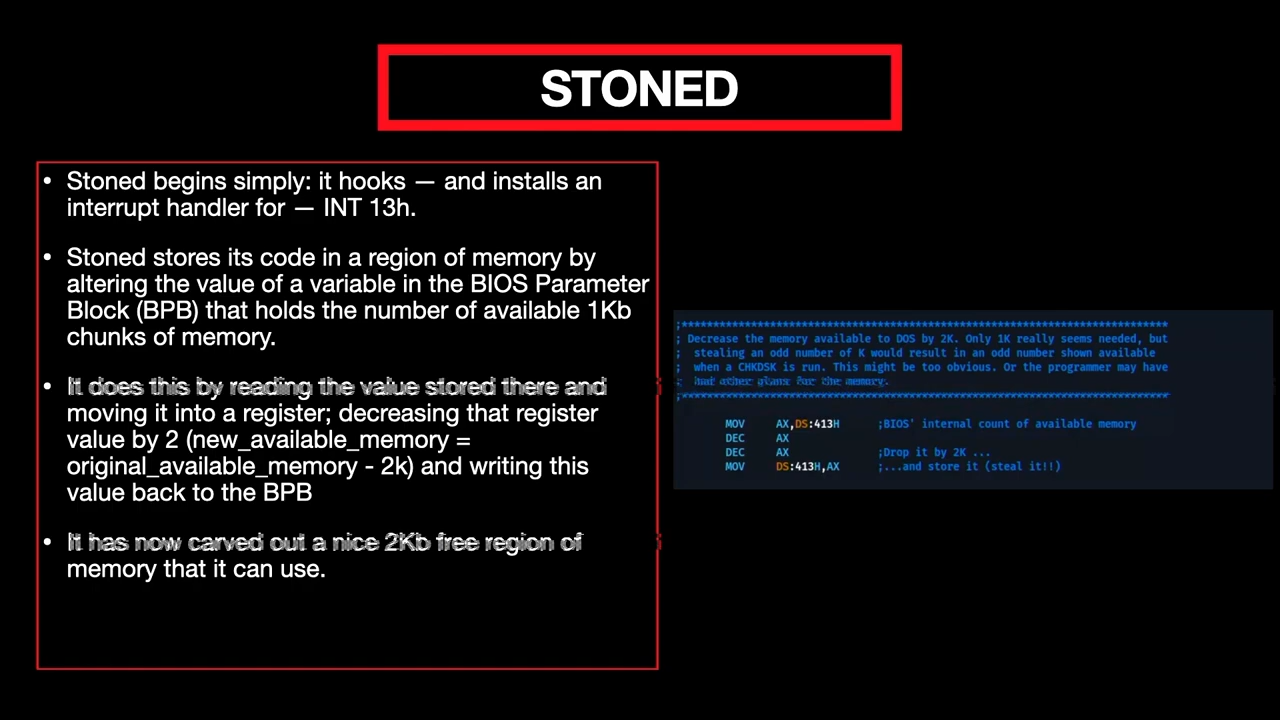 STONED
• Stoned begins simply: it hooks — and installs an
interrupt handler for — INT 13h.
• Stoned stores its code in a region of memory by
altering the value of a variable in the BIOS Parameter
Block (BPB) that holds the number of available 1Kb
chunks of memory.
• It does this by reading the value stored there and
moving it into a register; decreasing that register
value by 2 (new_available_memory =
original_available_memory - 2k) and writing this
value back to the BPB
• It has now carved out a nice 2Kb free region of
memory that it can use.
;*****************************************************************************
; Decrease the memory available to DOS by 2K. Only 1K really seems needed, but
;  stealing an odd number of K would result in an odd number shown available
;  when a CHKDSK is run. This might be too obvious. Or the programmer may have
;  had other plans for the memory.
;*****************************************************************************
MOV AX,DS:413H ;BIOS' internal count of available memory
DEC AX
DEC AX ;Drop it by 2K ...
MOV DS:413H,AX ;...and store it (steal it!!)